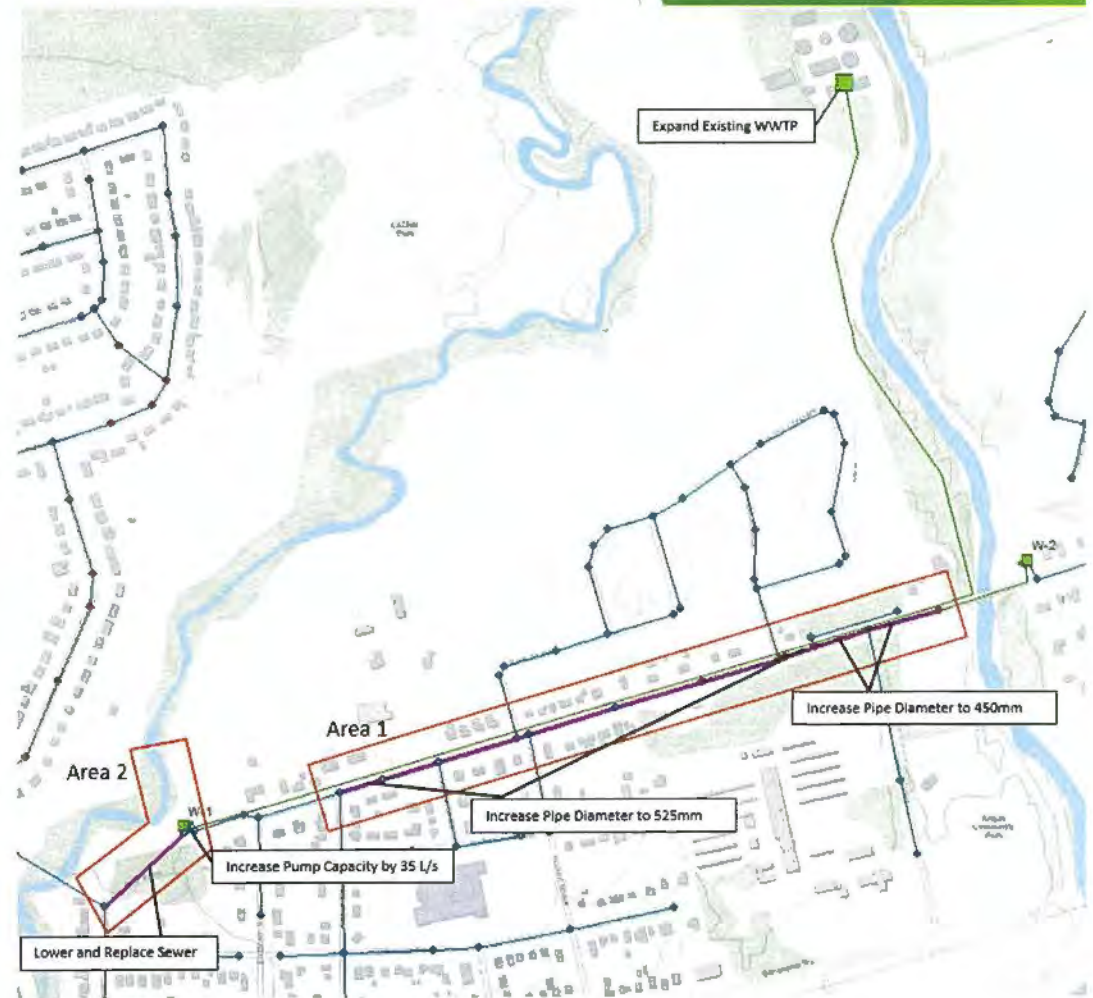 Expand Existing WWTP
W-2
Increase Pipe Diameter to 450mm
Area 1
Area 2
W-1
Increase Pipe Diameter to 525mm
Increase Pump Capacity by 35 L/s
Lower and Replace Sewer